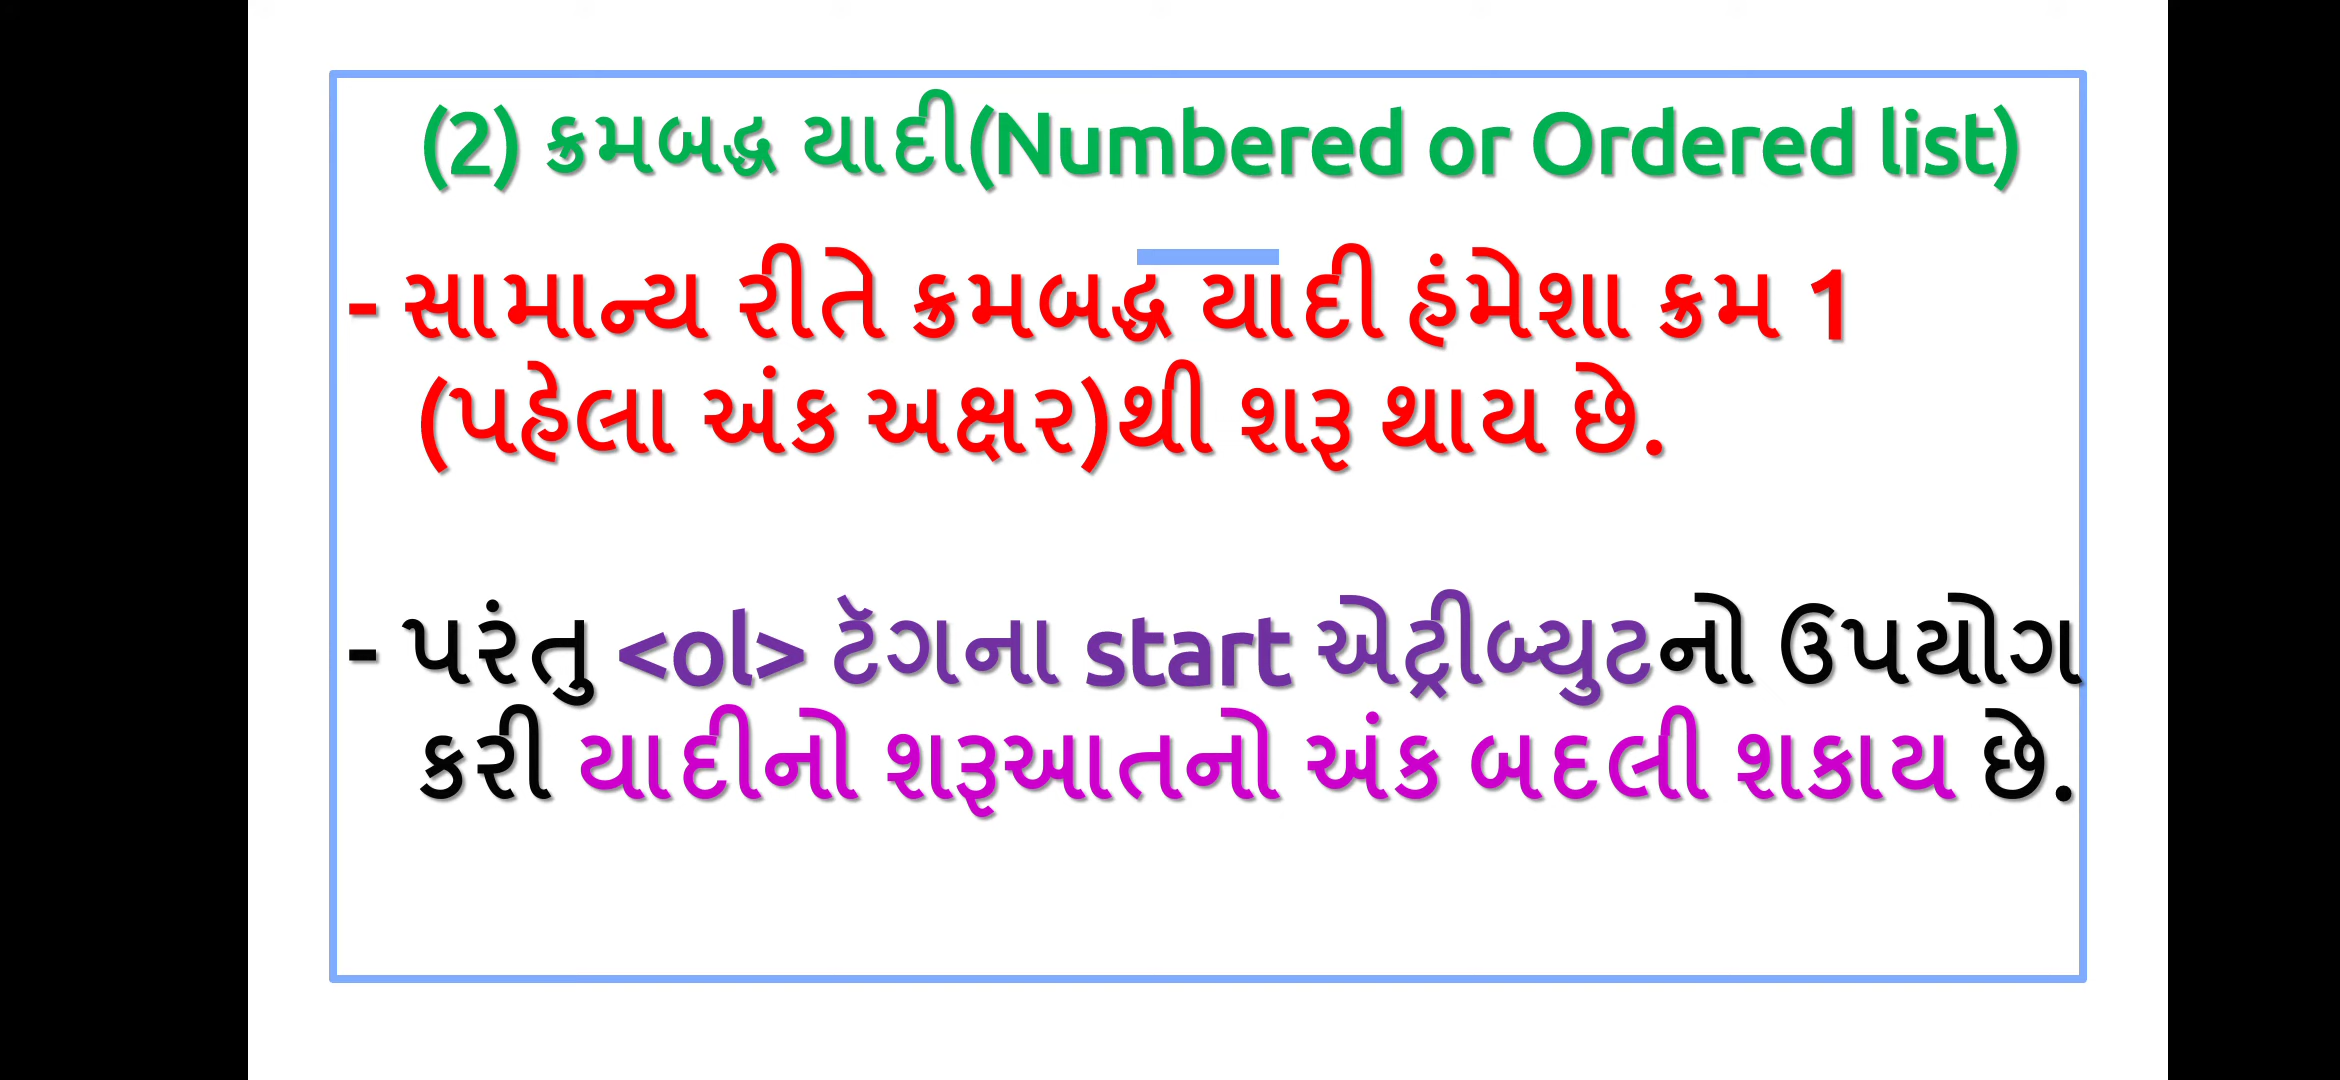 (2) ક્રમબદ્ધ યાદી(Numbered or Ordered list)
- સામાન્ય રીતે ક્રમબદ્ધ યાદી હંમેશા ક્રમ 1
(પહેલા અંક અક્ષર)થી શરૂ થાય છે.
- પરંતુ <ol> ટૅગના start એટ્રીબ્યુટનો ઉપયોગ
કરી યાદીનો શરૂઆતનો અંક બદલી શકાય છે.